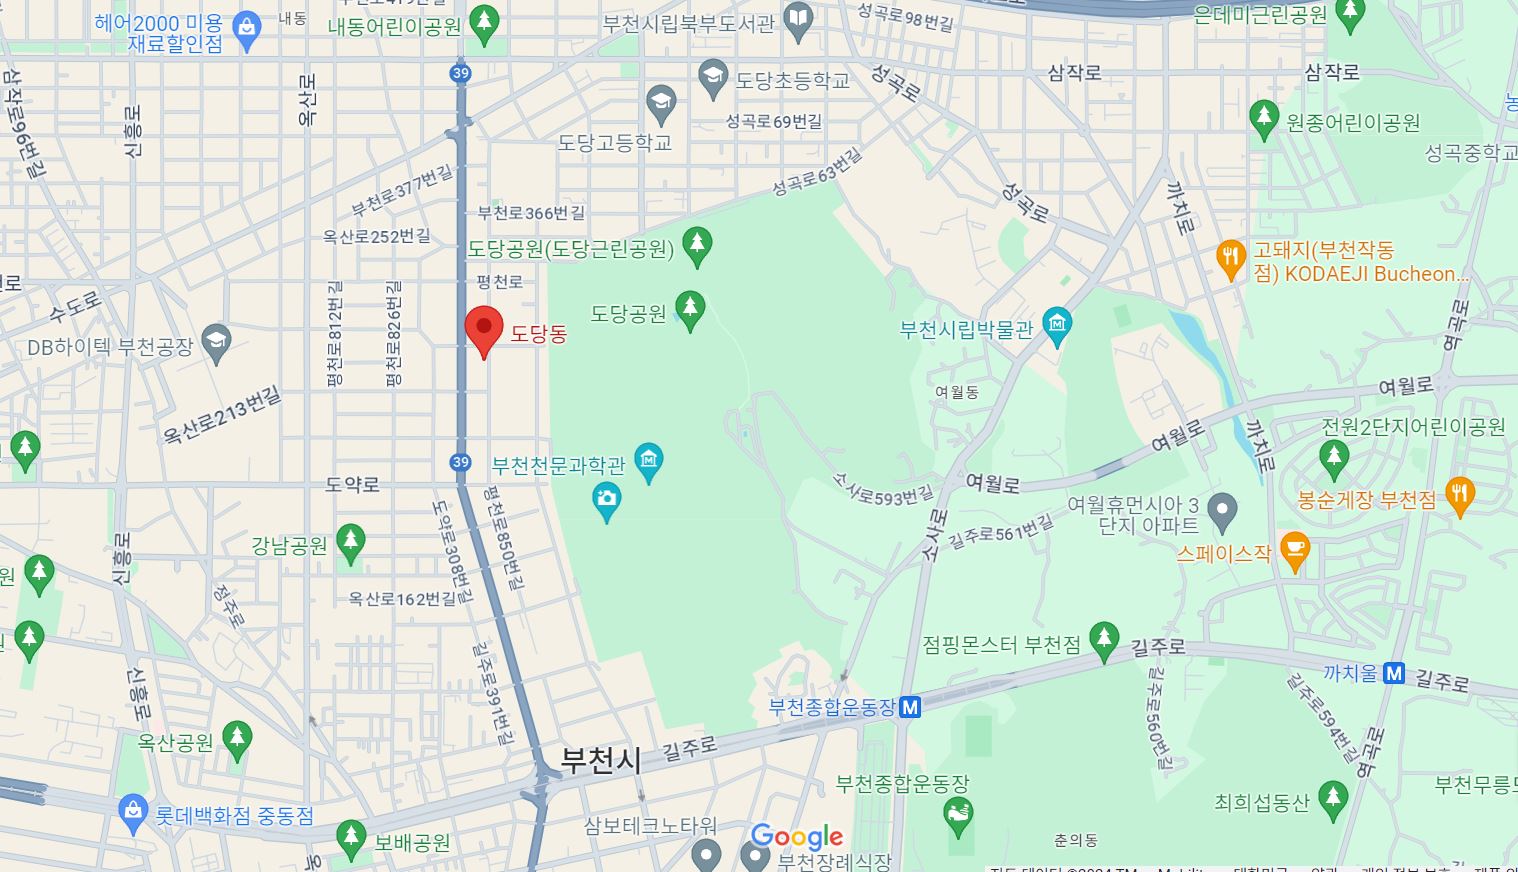 헤어2000 미용
재료할인점
내동
내동어린이공원
부천시립북부도서관
성곡로98번길
은데미근린공원
삼작로96번길
신흥로
옥산로
39
도당초등학교
성곡로
삼작로
삼작로
도당고등학교
성곡로69번길
원종어린이공원
성곡중학교
부천로377번길
성곡로63번길
부천로366번길
성곡로
까치로
옥산로252번길
도당공원(도당근린공원)
고돼지(부천작동
점) KODAEJI Bucheon...
평천로
수도로
평천로812번길
평천로826번길
도당공원
도당동
부천시립박물관
역곡로
DB하이텍 부천공장
여월동
여월로
옥산로213번길
전원2단지어린이공원
여월로
까치로
39
부천천문과학관
도약로
소사로593번길
여월로
여월휴먼시아 3
단지 아파트
봉순게장 부천점
평천로850번길
도약로308번길
강남공원
신흥로
소사로
길주로561번길
스페이스작
정주로
옥산로162번길
길주로391번길
점핑몬스터 부천점
길주로
신흥로
까치울
M
길주로
길주로560번길
길주로594번길
부천종합운동장
M
옥산공원
길주로
부천시
역곡로
부천종합운동장
최희섭동산
롯데백화점 중동점
삼보테크노타워
Google
보배공원
부천장례식장
춘의동